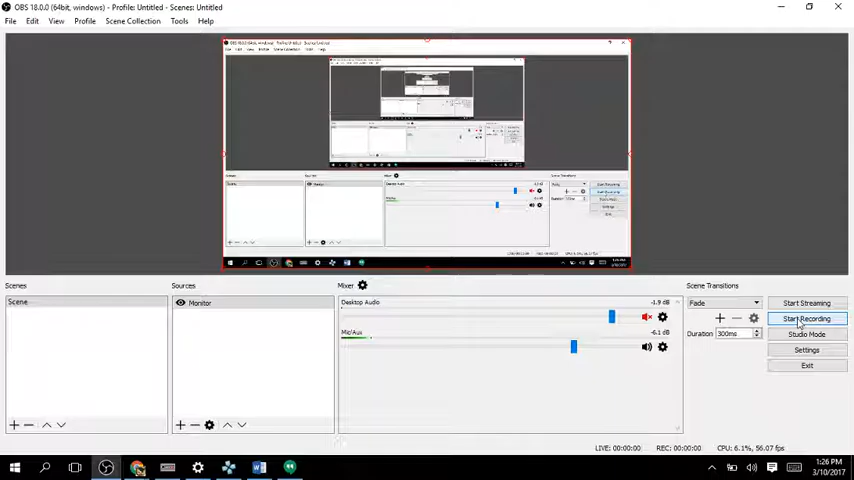 OBS 18.0.0 (64bit, windows) - Profile: Untitled - Scenes: Untitled
File Edit View Profile Scene Collection Tools Help
Scenes Sources Mixer Scene Transitions
Scene Monitor Desktop Audio -1.9 dB Fade Start Streaming
Start Recording
Mic/Aux -6.1 dB Duration 300ms Studio Mode
Settings
Exit
LIVE: 00:00:00 REC: 00:00:00 CPU: 6.1%, 56.07 fps
1:26 PM
3/10/2017